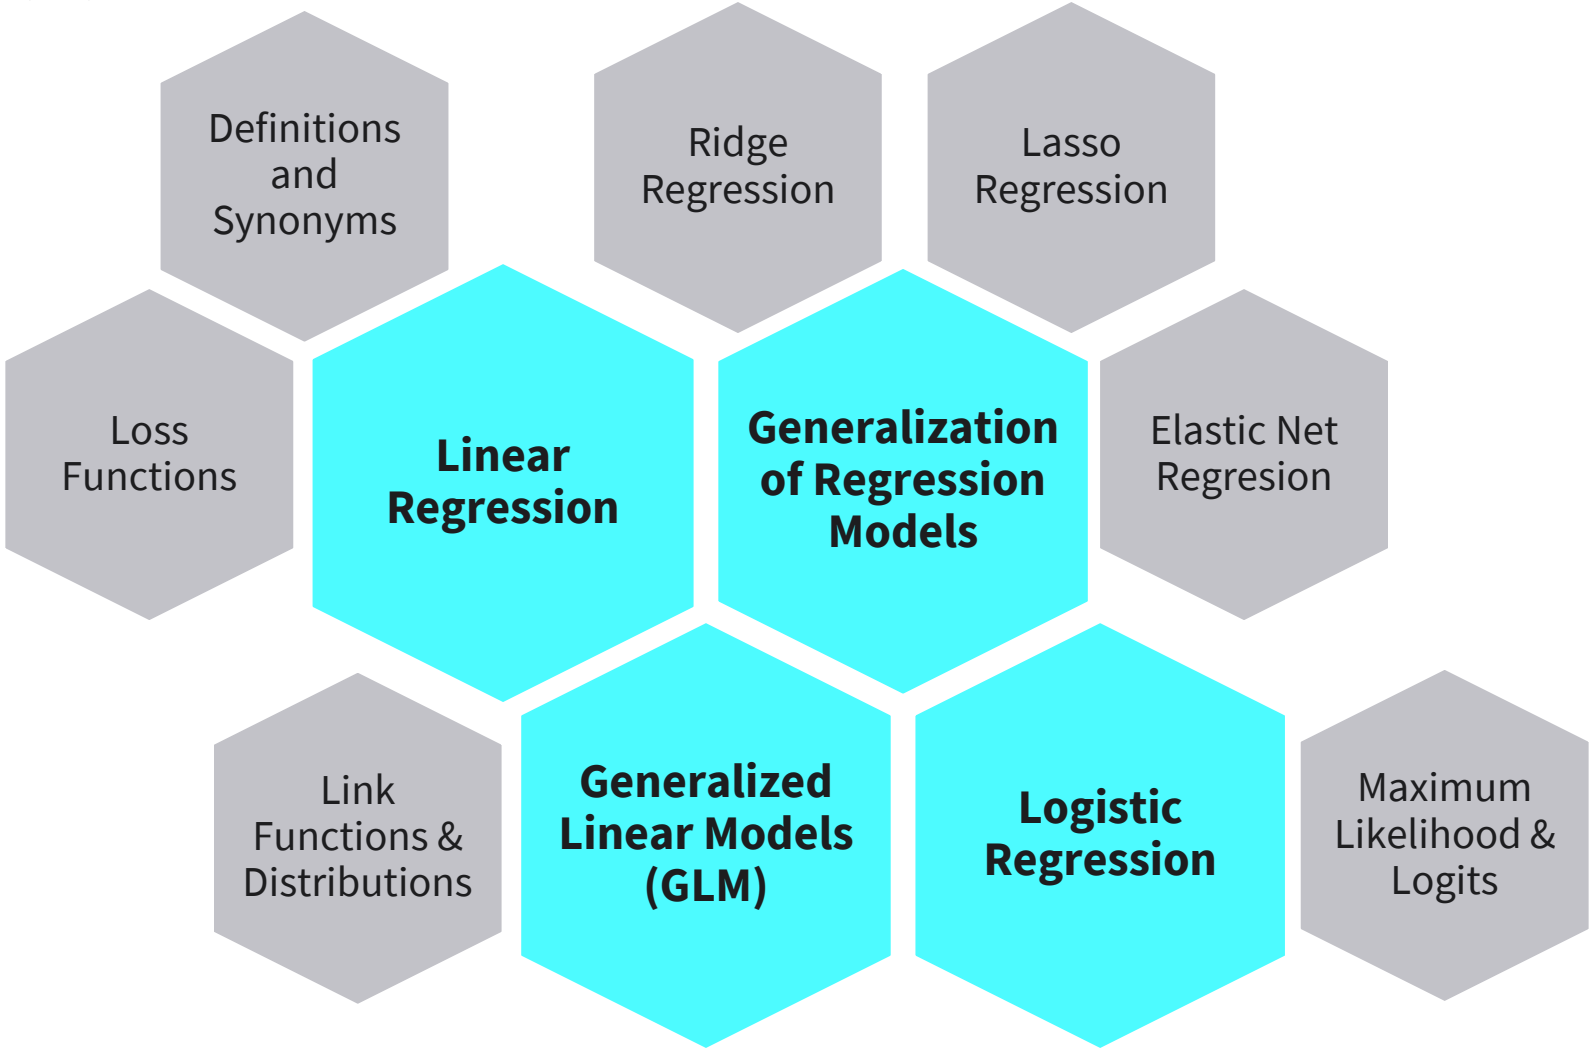 Definitions
and
Synonyms
Ridge
Regression
Lasso
Regression
Loss
Functions
Linear
Regression
Generalization
of Regression
Models
Elastic Net
Regresion
Link
Functions &
Distributions
Generalized
Linear Models
(GLM)
Logistic
Regression
Maximum
Likelihood &
Logits